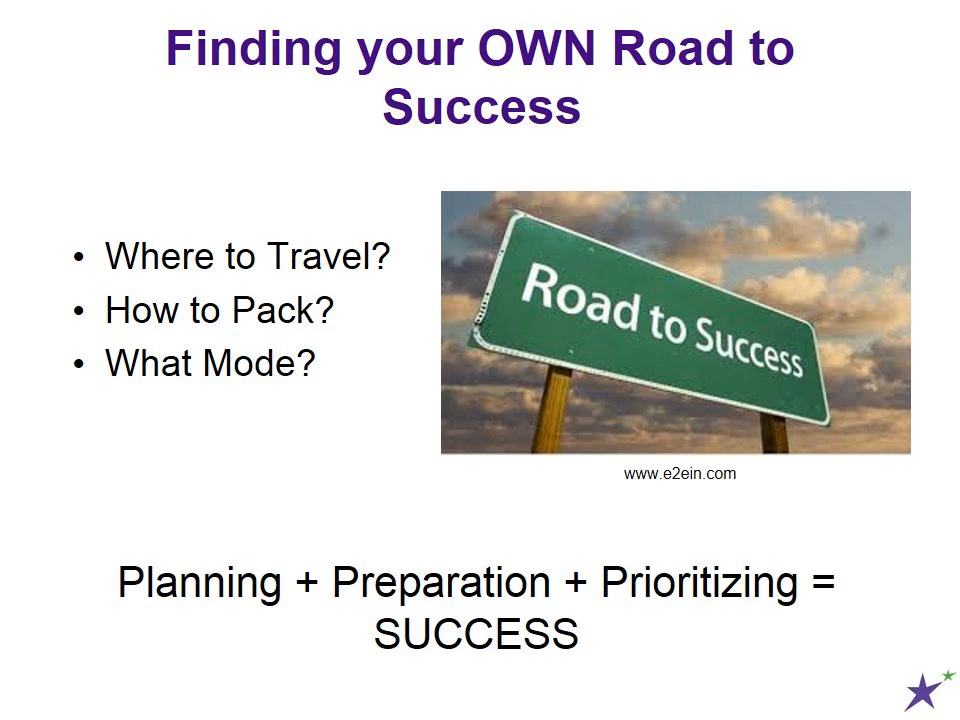 Finding your OWN Road to
Success
• Where to Travel?
• How to Pack?
• What Mode?
Road to Success
www.e2ein.com
Planning + Preparation + Prioritizing =
SUCCESS